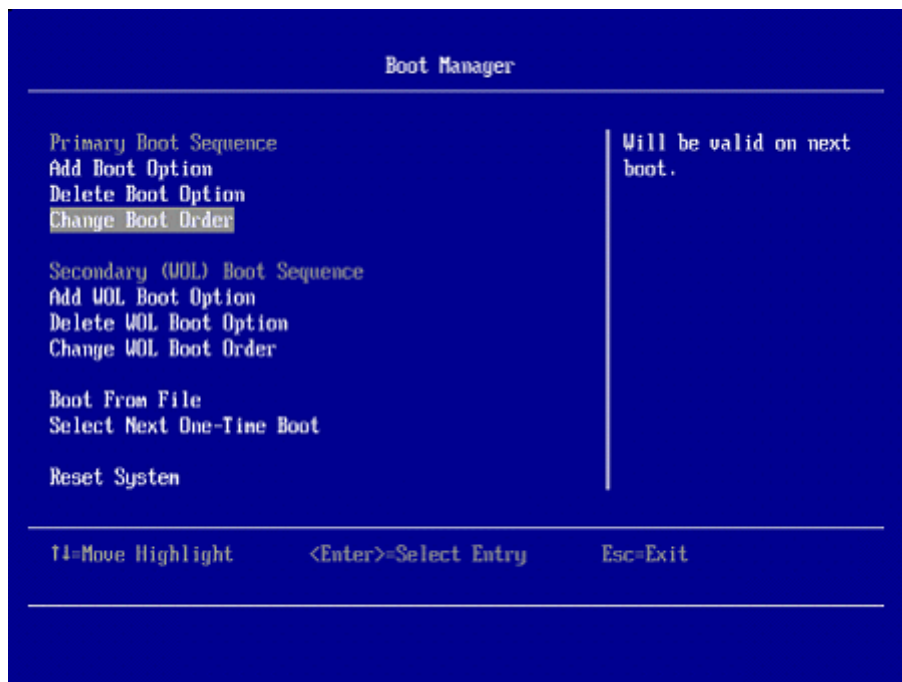 Boot Manager
Primary Boot Sequence
Add Boot Option
Delete Boot Option
Change Boot Order
Secondary (WOL) Boot Sequence
Add WOL Boot Option
Delete WOL Boot Option
Change WOL Boot Order
Boot From File
Select Next One-Time Boot
Reset System
Will be valid on next
boot.
↑↓=Move Highlight <Enter>=Select Entry Esc=Exit